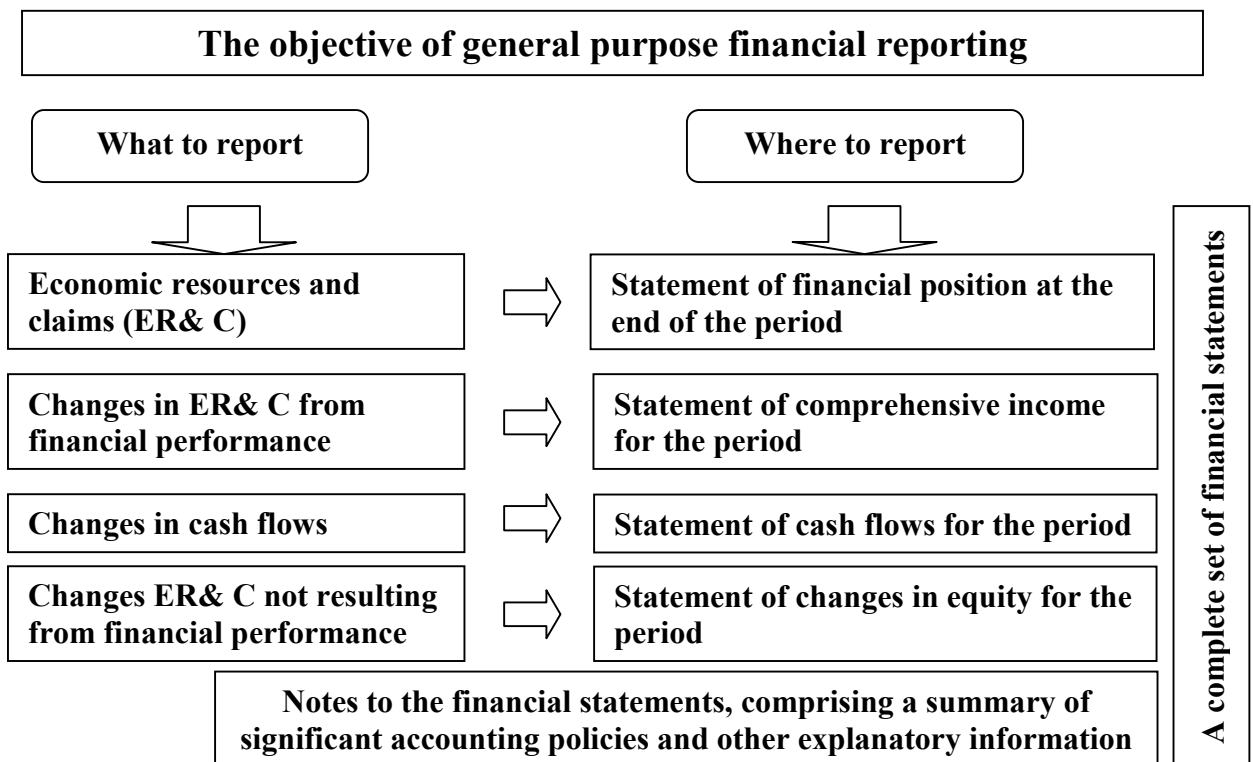 The objective of general purpose financial reporting
What to report
Where to report
Economic resources and
claims (ER& C)
Statement of financial position at the
end of the period
Changes in ER& C from
financial performance
Statement of comprehensive income
for the period
Changes in cash flows
Statement of cash flows for the period
Changes ER& C not resulting
from financial performance
Statement of changes in equity for the
period
Notes to the financial statements, comprising a summary of
significant accounting policies and other explanatory information
A complete set of financial statements